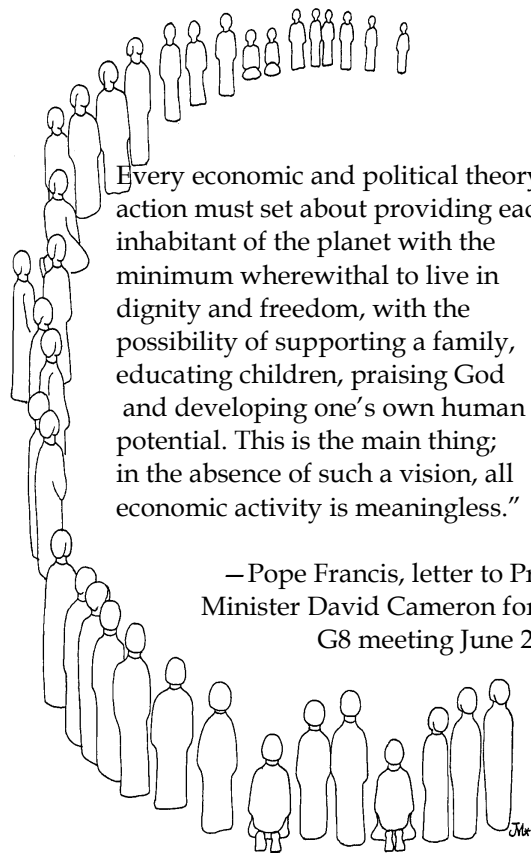 Every economic and political theory
action must set about providing eac
inhabitant of the planet with the
minimum wherewithal to live in
dignity and freedom, with the
possibility of supporting a family,
educating children, praising God
and developing one’s own human
potential. This is the main thing;
in the absence of such a vision, all
economic activity is meaningless.”
—Pope Francis, letter to Pr
Minister David Cameron for
G8 meeting June 2